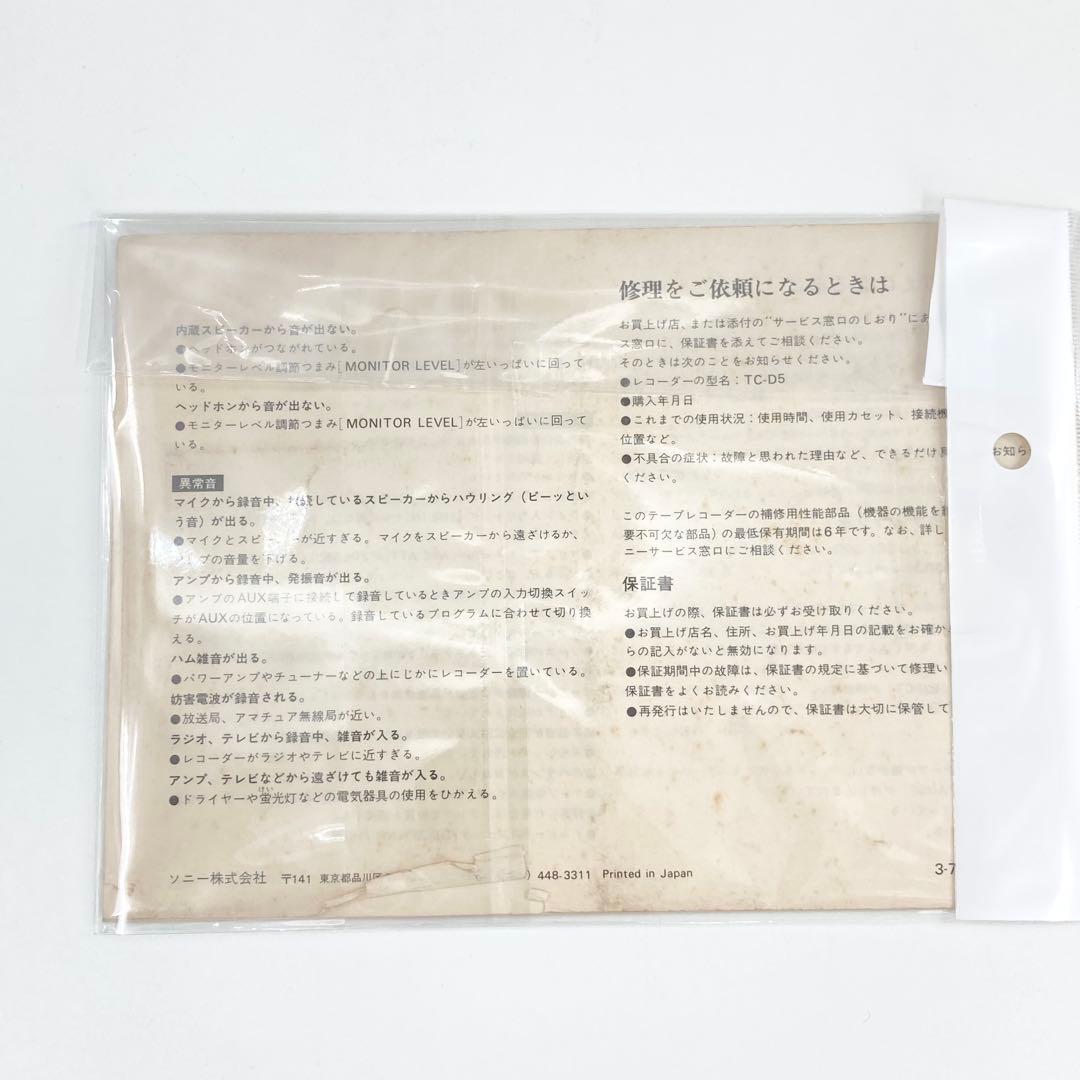 内蔵スピーカーから音が出ない。
●ヘッドホンがつながれている。
●モニターレベル調節つまみ[MONITOR LEVEL]が左いっぱいに回って
いる。
ヘッドホンから音が出ない。
●モニターレベル調節つまみ[MONITOR LEVEL]が左いっぱいに回って
いる。
異常音
マイクから録音中、続しているスピーカーからハウリング（ピーッとい
う音）が出る。
●マイクとスピーカーが近すぎる。マイクをスピーカーから遠ざけるか、
プの音量を下げる。
アンプから録音中、発振音が出る。
●アンプのAUX端子に接続して録音しているときアンプの入力切換スイッ
チがAUXの位置になっている。録音しているプログラムに合わせて切り換
える。
ハム雑音が出る。
●パワーアンプやチューナーなどの上にじかにレコーダーを置いている。
妨害電波が録音される。
●放送局、アマチュア無線局が近い。
ラジオ、テレビから録音中、雑音が入る。
●レコーダーがラジオやテレビに近すぎる。
アンプ、テレビなどから遠ざけても雑音が入る。
けい
●ドライヤーや蛍光灯などの電気器具の使用をひかえる。
修理をご依頼になるときは
お買上げ店、または添付の“サービス窓口のしおり”にあ
ス窓口に、保証書を添えてご相談ください。
そのときは次のことをお知らせください。
●レコーダーの型名：TC-D5
●購入年月日
●これまでの使用状況：使用時間、使用カセット、接続機
位置など。
●不具合の症状：故障と思われた理由など、できるだけ具
ください。
お知ら
このテープレコーダーの補修用性能部品（機器の機能を維
要不可欠な部品）の最低保有期間は6年です。なお、詳し
ニーサービス窓口にご相談ください。
保証書
お買上げの際、保証書は必ずお受け取りください。
●お買上げ店名、住所、お買上げ年月日の記載をお確か
らの記入がないと無効になります。
●保証期間中の故障は、保証書の規定に基づいて修理い
保証書をよくお読みください。
●再発行はいたしませんので、保証書は大切に保管して
ソニー株式会社 〒141 東京都品川区 448-3311 Printed in Japan 3-7